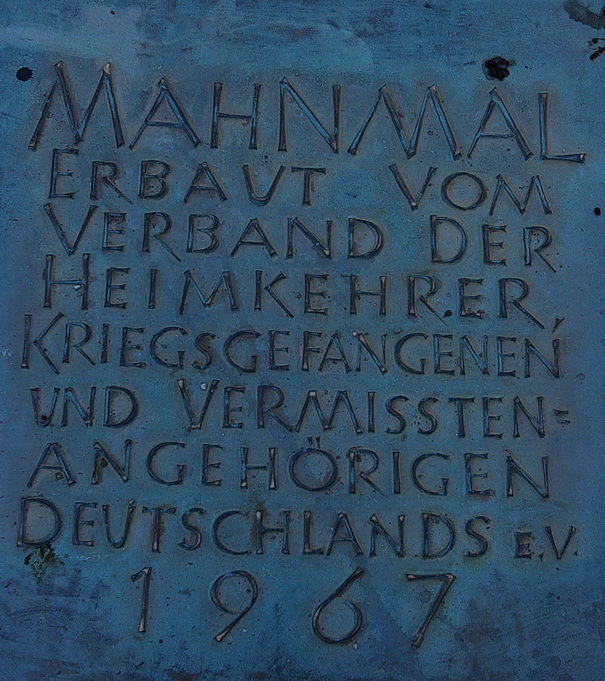 MAHNMAL
ERBAUT VOM
VERBAND DER
HEIMKEHRER,
KRIEGSGEFANGENEN
UND VERMISSTEN-
ANGEHÖRIGEN
DEUTSCHLANDS E.V.
1967